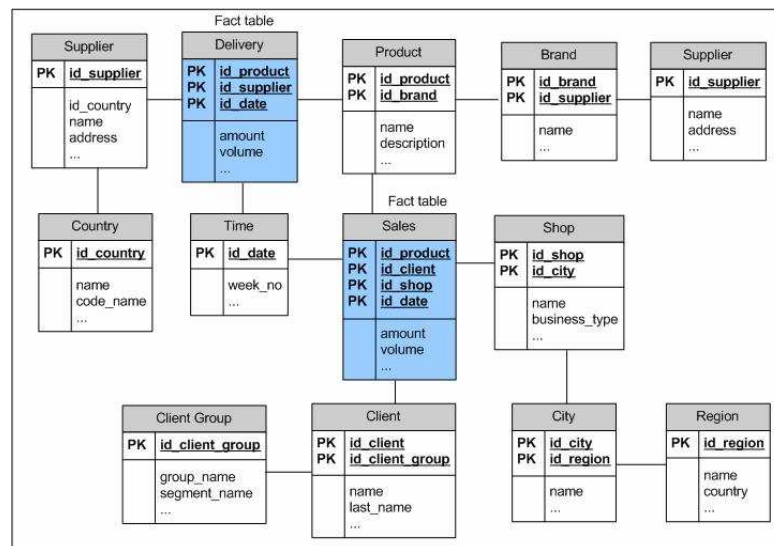 Fact table
Supplier
PK id_supplier
id_country
name
address
...
Delivery
PK id_product
PK id_supplier
PK id_date
amount
volume
...
Product
PK id_product
PK id_brand
name
description
...
Brand
PK id_brand
PK id_supplier
name
...
Supplier
PK id_supplier
name
address
...
Country
PK id_country
name
code_name
...
Time
PK id_date
week_no
...
Fact table
Sales
PK id_product
PK id_client
PK id_shop
PK id_date
amount
volume
...
Shop
PK id_shop
PK id_city
name
business_type
...
Client Group
PK id_client_group
group_name
segment_name
...
Client
PK id_client
PK id_client_group
name
last_name
...
City
PK id_city
PK id_region
name
...
Region
PK id_region
name
country
...